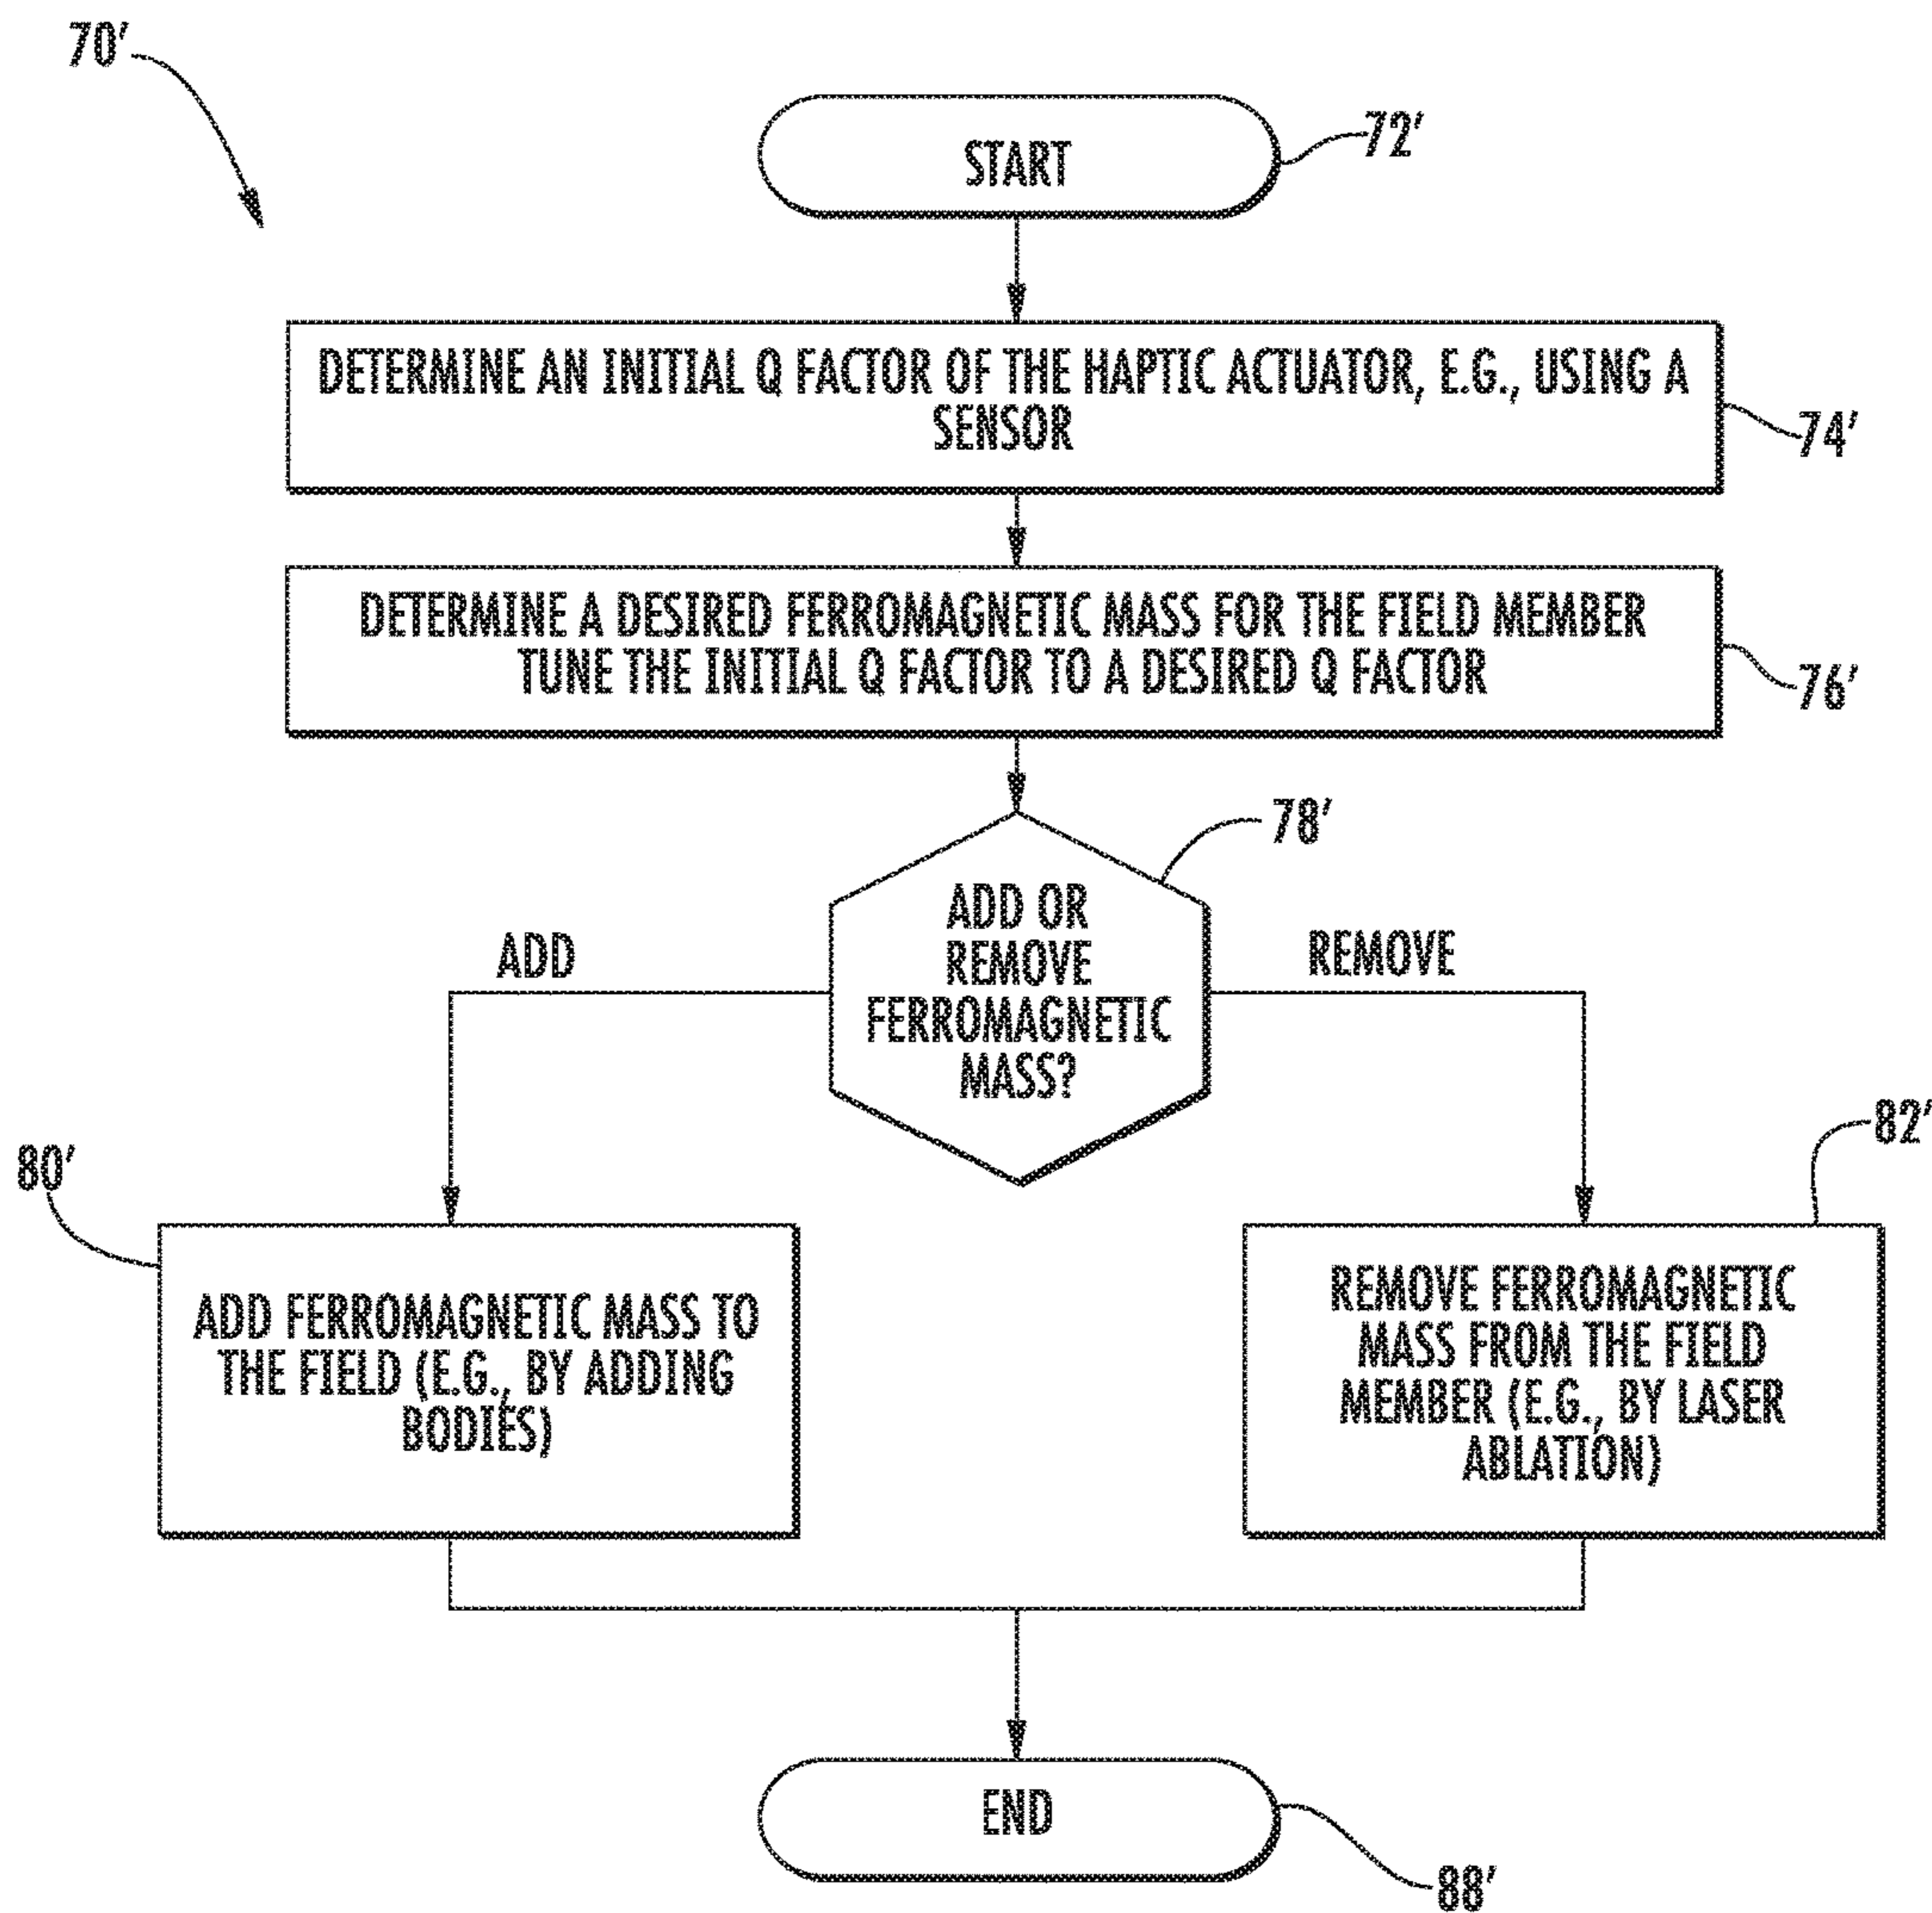 70'
START
72'
DETERMINE AN INITIAL Q FACTOR OF THE HAPTIC ACTUATOR, E.G., USING A
SENSOR
74'
DETERMINE A DESIRED FERROMAGNETIC MASS FOR THE FIELD MEMBER
TUNE THE INITIAL Q FACTOR TO A DESIRED Q FACTOR
76'
78'
ADD OR
REMOVE
FERROMAGNETIC
MASS?
ADD
REMOVE
80'
82'
ADD FERROMAGNETIC MASS TO
THE FIELD (E.G., BY ADDING
BODIES)
REMOVE FERROMAGNETIC
MASS FROM THE FIELD
MEMBER (E.G., BY LASER
ABLATION)
END
88'